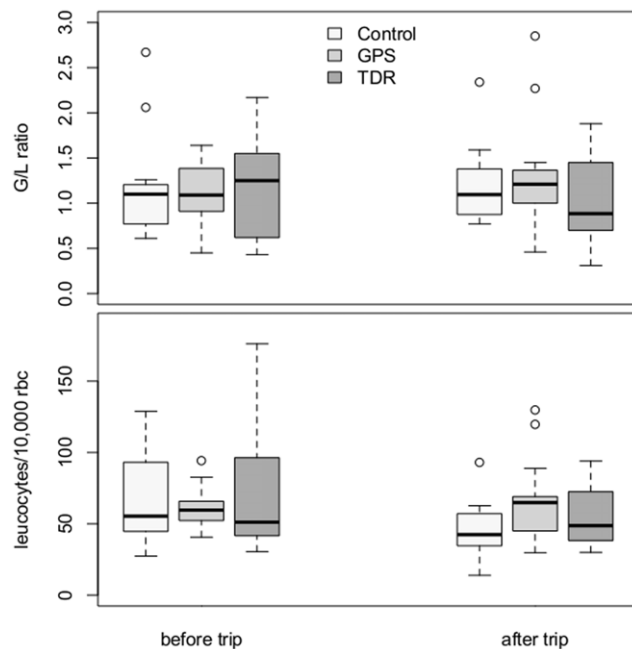 Control
GPS
TDR
G/L ratio
3.0
2.5
2.0
1.5
1.0
0.5
0.0
leucocytes/10,000 rbc
150
100
50
0
before trip
after trip